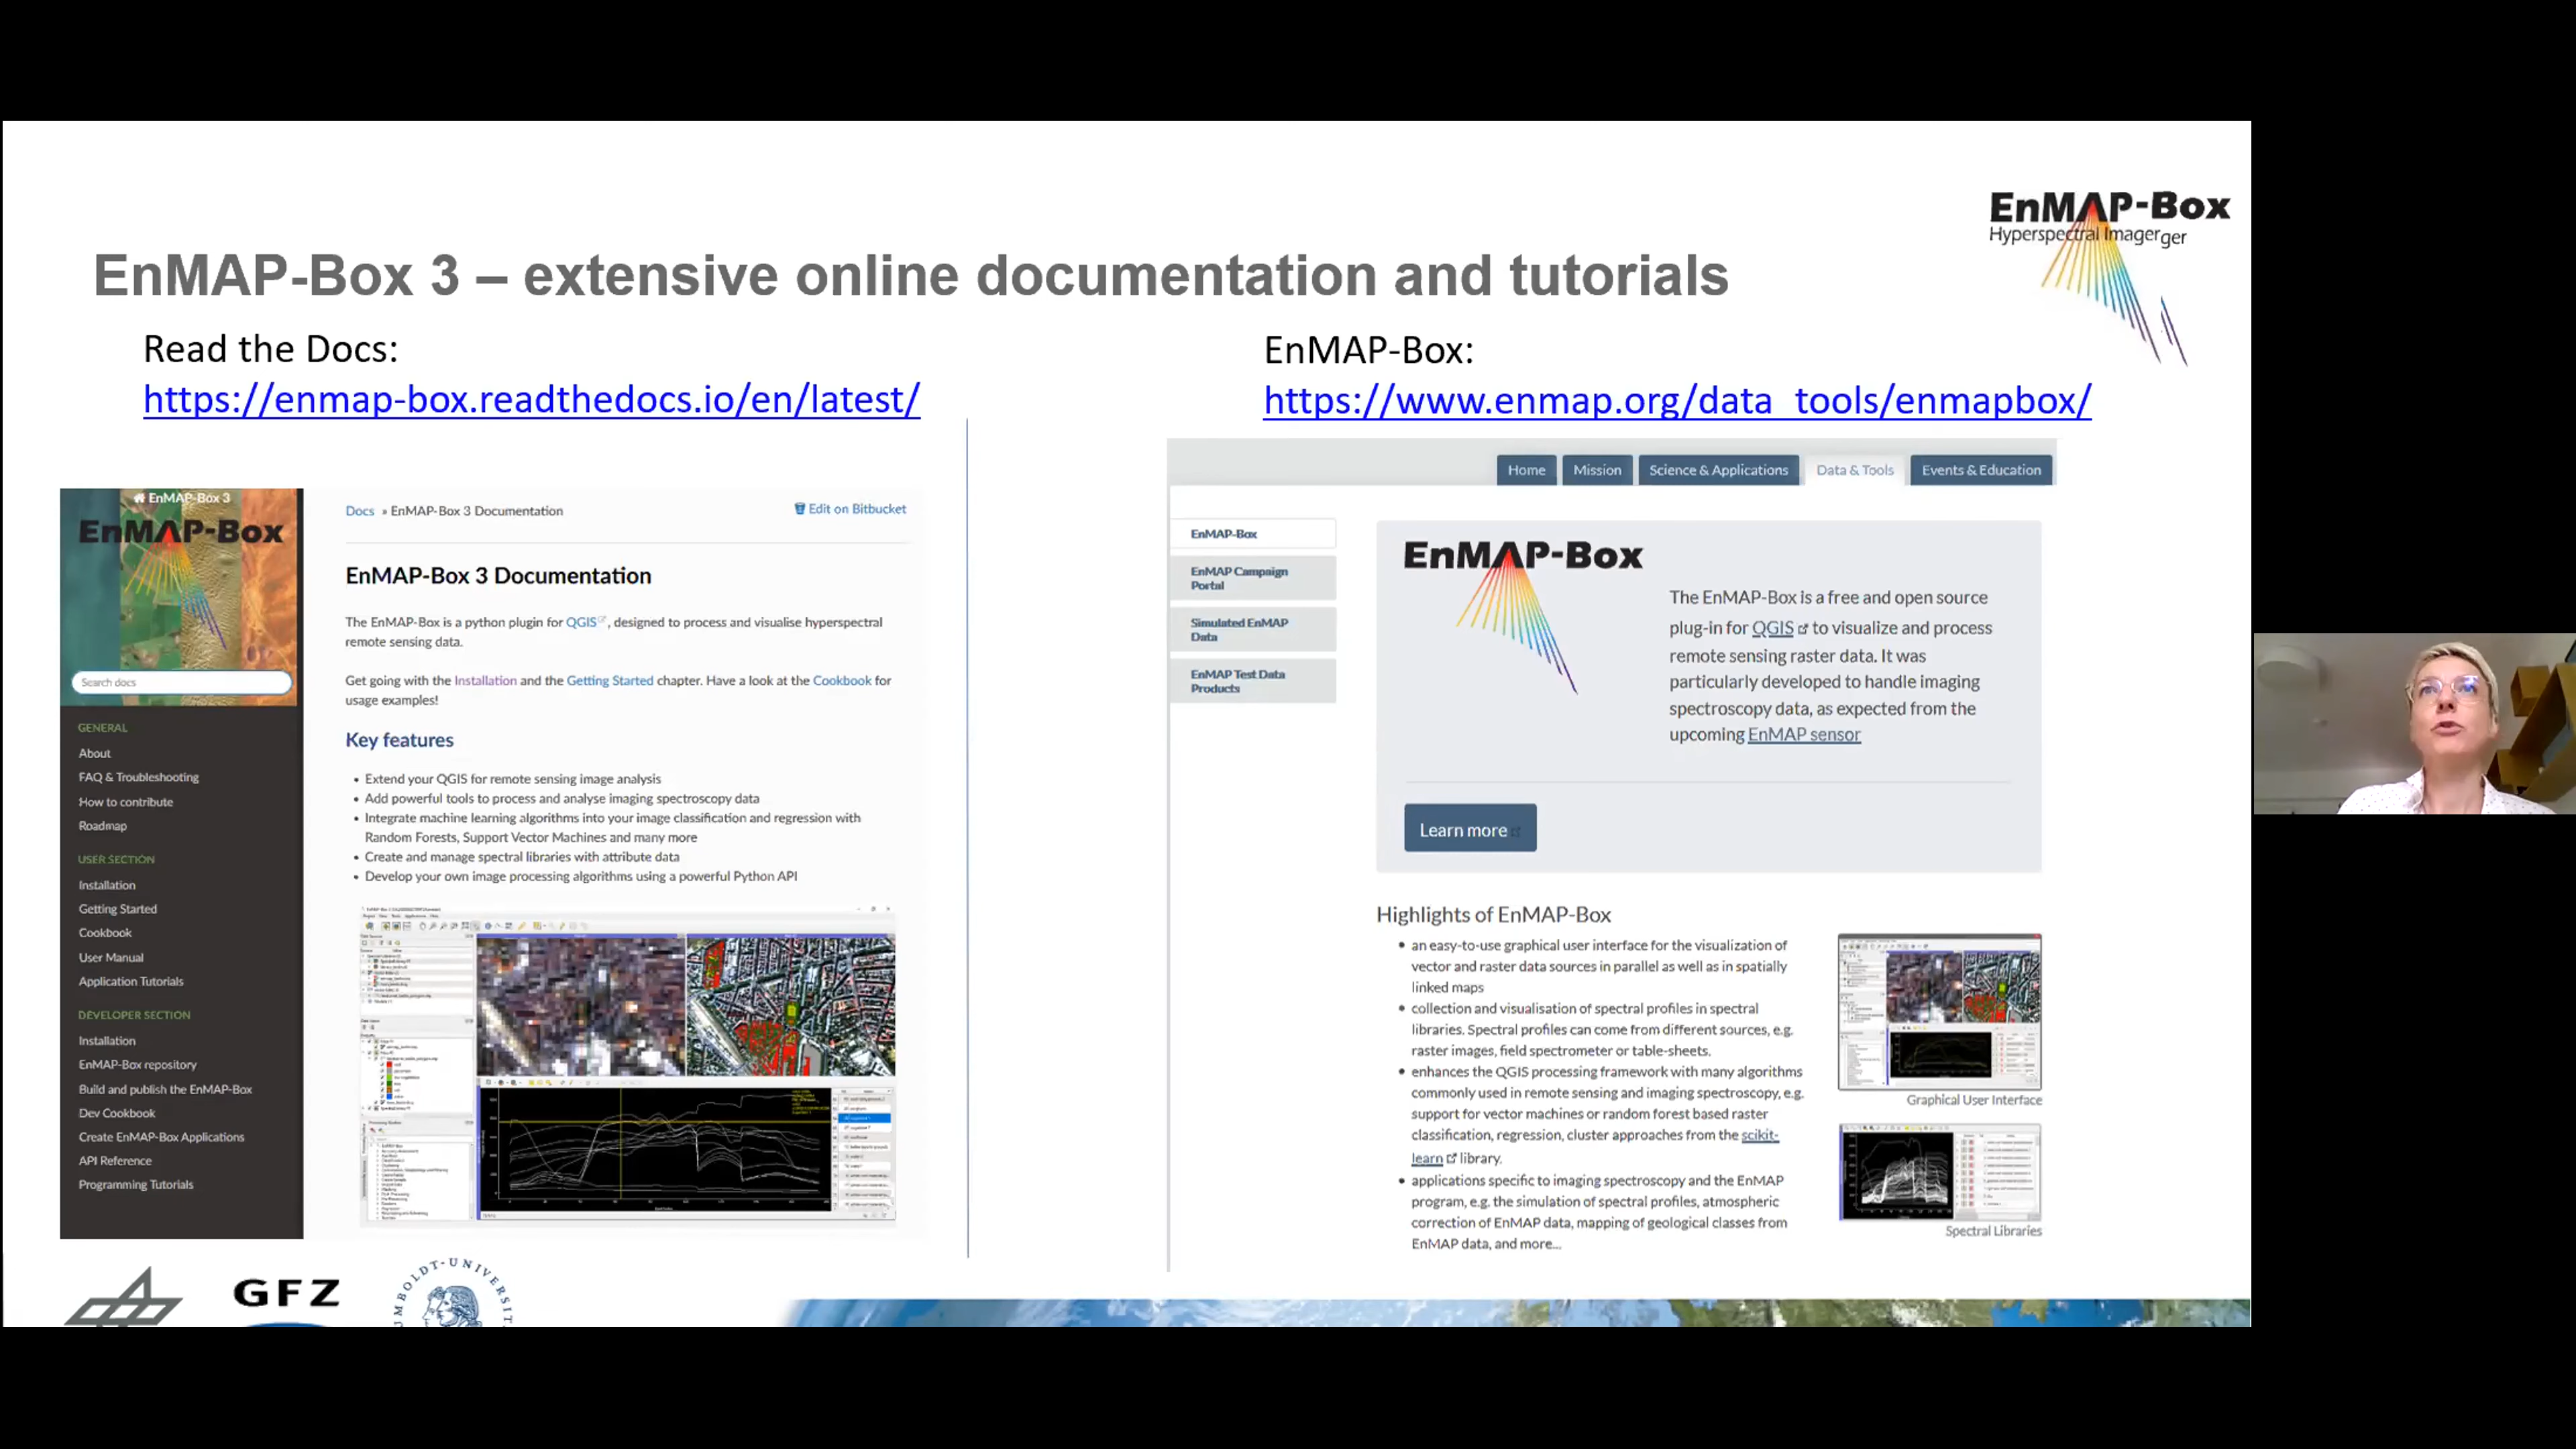 EnMAP-Box
Hyperspectral Imager
ger
EnMAP-Box 3 – extensive online documentation and tutorials
Read the Docs:
https://enmap-box.readthedocs.io/en/latest/
EnMAP-Box:
https://www.enmap.org/data_tools/enmapbox/
EnMAP-Box 3
EnMAP-Box
Search docs
GENERAL
About
FAQ & Troubleshooting
How to contribute
Roadmap
USER SECTION
Installation
Getting Started
Cookbook
User Manual
Application Tutorials
DEVELOPER SECTION
Installation
EnMAP-Box repository
Build and publish the EnMAP-Box
Dev Cookbook
Create EnMAP-Box Applications
API Reference
Programming Tutorials
Docs » EnMAP-Box 3 Documentation
Edit on Bitbucket
EnMAP-Box 3 Documentation
The EnMAP-Box is a python plugin for QGIS, designed to process and visualise hyperspectral
remote sensing data.
Get going with the Installation and the Getting Started chapter. Have a look at the Cookbook for
usage examples!
Key features
• Extend your QGIS for remote sensing image analysis
• Add powerful tools to process and analyse imaging spectroscopy data
• Integrate machine learning algorithms into your image classification and regression with
Random Forests, Support Vector Machines and many more
• Create and manage spectral libraries with attribute data
• Develop your own image processing algorithms using a powerful Python API
Home
Mission
Science & Applications
Data & Tools
Events & Education
EnMAP-Box
EnMAP Campaign
Portal
Simulated EnMAP
Data
EnMAP Test Data
Products
EnMAP-Box
The EnMAP-Box is a free and open source
plug-in for QGIS to visualize and process
remote sensing raster data. It was
particularly developed to handle imaging
spectroscopy data, as expected from the
upcoming EnMAP sensor
Learn more
Highlights of EnMAP-Box
• an easy-to-use graphical user interface for the visualization of
vector and raster data sources in parallel as well as in spatially
linked maps
• collection and visualisation of spectral profiles in spectral
libraries. Spectral profiles can come from different sources, e.g.
raster images, field spectrometer or table-sheets.
• enhances the QGIS processing framework with many algorithms
commonly used in remote sensing and imaging spectroscopy, e.g.
support for vector machines or random forest based raster
classification, regression, cluster approaches from the scikit-
learn library.
• applications specific to imaging spectroscopy and the EnMAP
program, e.g. the simulation of spectral profiles, atmospheric
correction of EnMAP data, mapping of geological classes from
EnMAP data, and more...
Graphical User Interface
Spectral Libraries
GFZ
UMBOLDT-UNIVERSIT